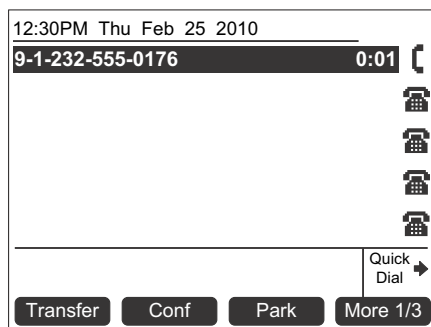 12:30PM Thu Feb 25 2010
9-1-232-555-0176 0:01
Quick
Dial
Transfer Conf Park More 1/3